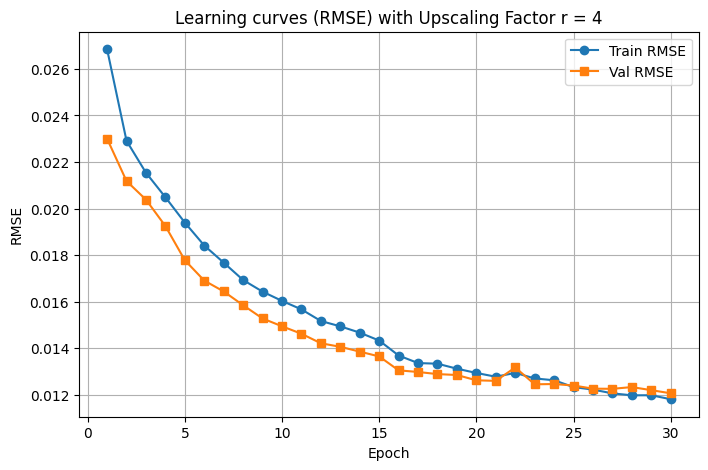 Learning curves (RMSE) with Upscaling Factor r = 4
Train RMSE
Val RMSE
RMSE
0.026
0.024
0.022
0.020
0.018
0.016
0.014
0.012
0 5 10 15 20 25 30
Epoch